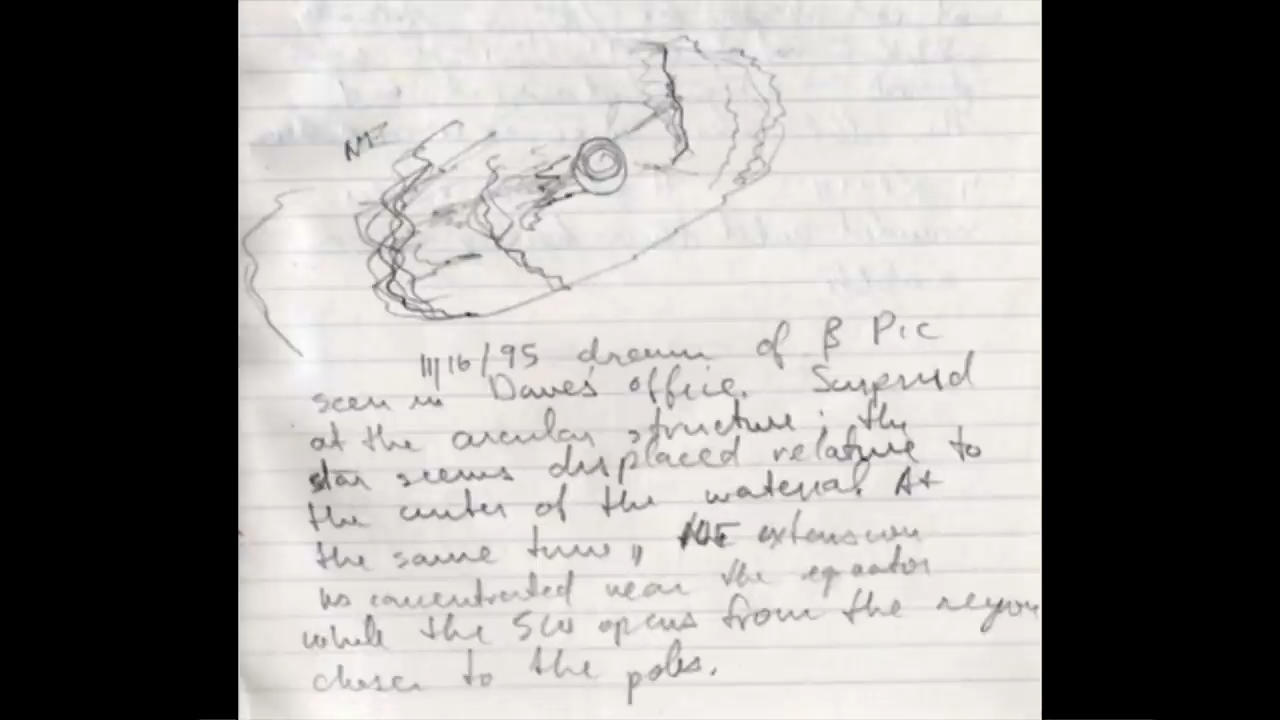 NE
11/16/95 dream of β Pic
seen in Dave's office. Surprised
at the circular structure; the
star seems displaced relative to
the center of the material. At
the same time, NE extension
is concentrated near the equator
while the SW opens from the region
closer to the poles.